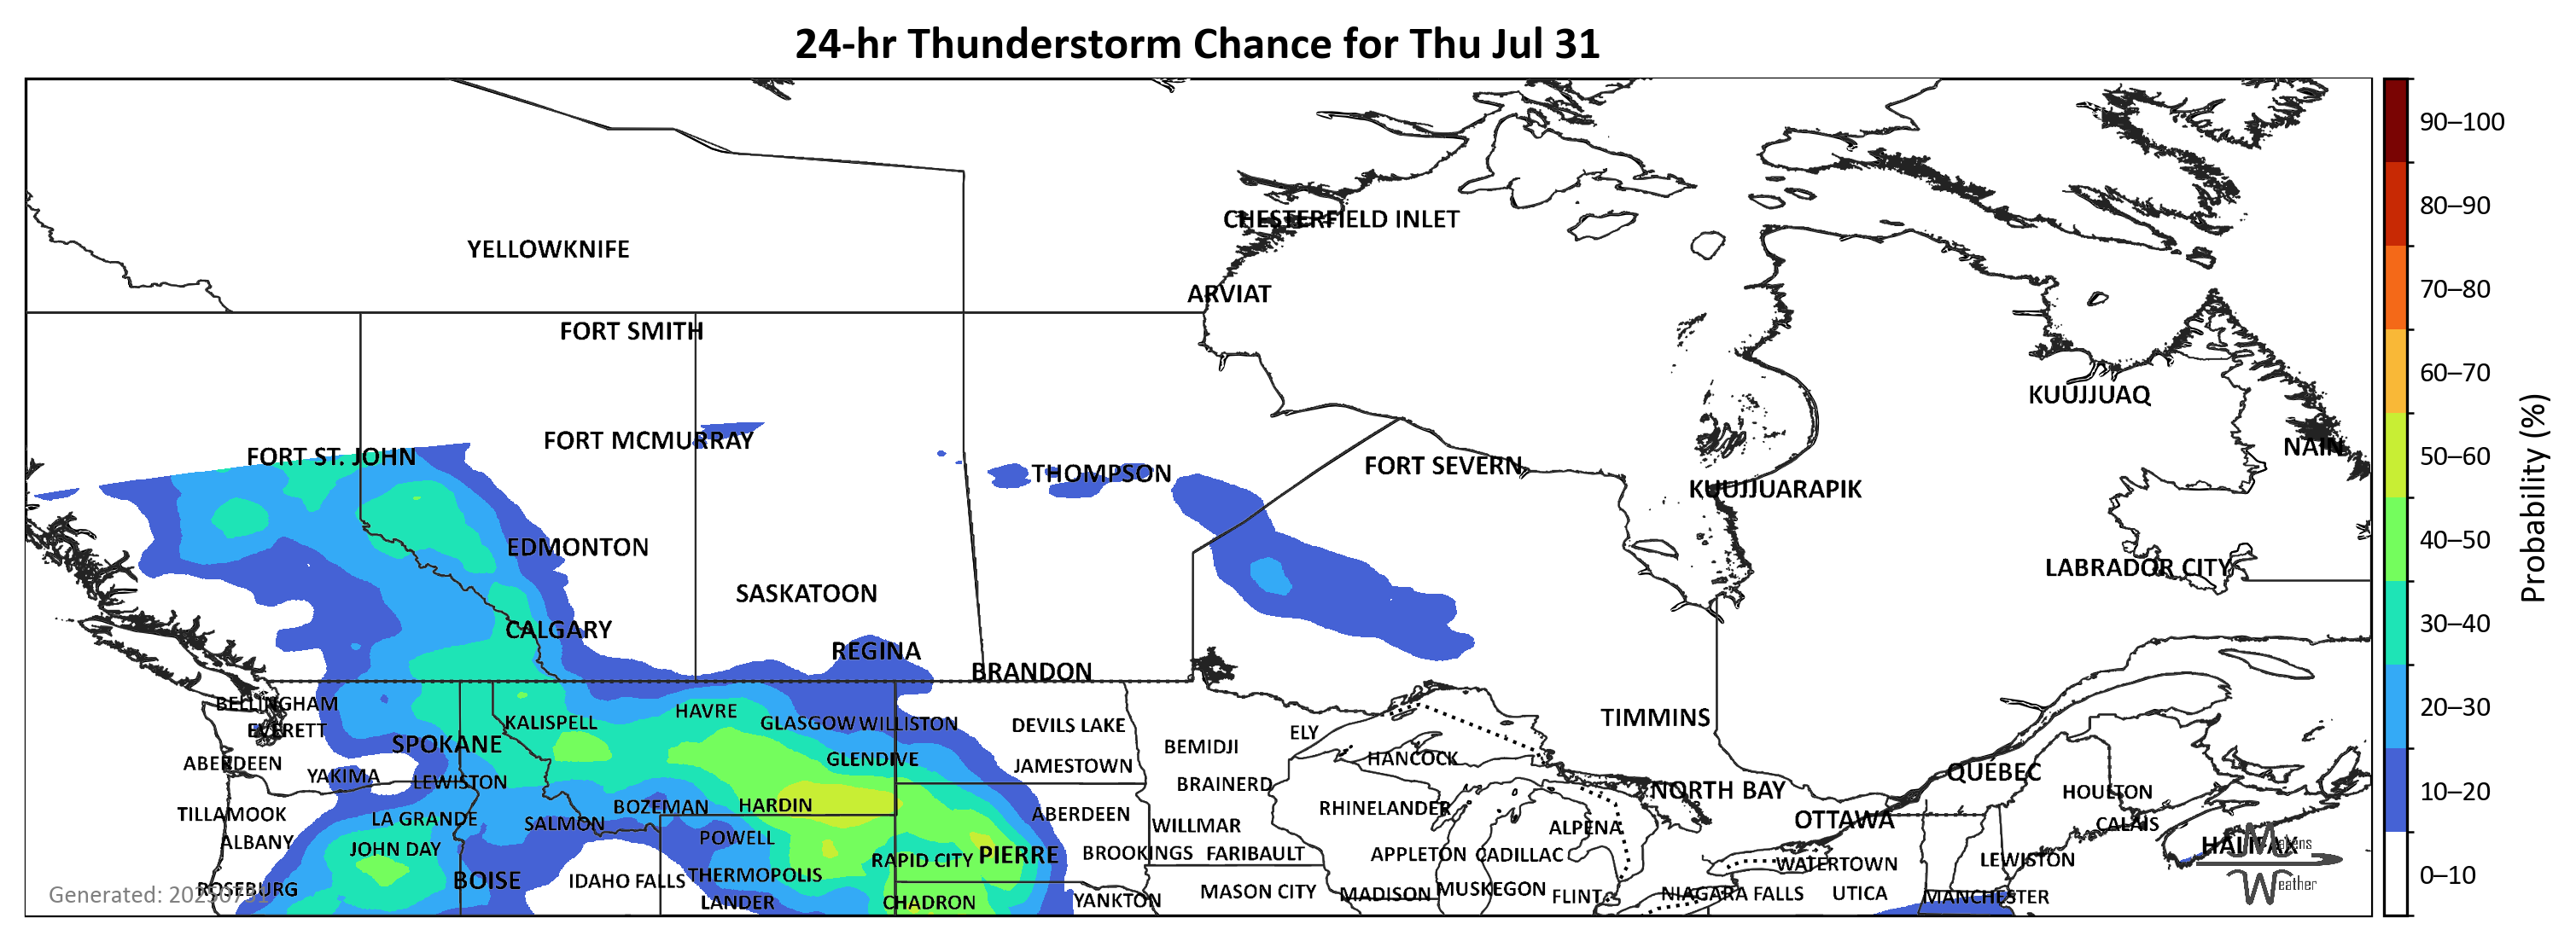 24-hr Thunderstorm Chance for Thu Jul 31
90–100
80–90
70–80
60–70
50–60
40–50
30–40
20–30
10–20
0–10
Probability (%)
CHESTERFIELD INLET
YELLOWKNIFE
ARVIAT
FORT SMITH
KUUJJUAQ
FORT MCMURRAY
NAIN
FORT ST. JOHN
FORT SEVERN
THOMPSON
KUUJJUARAPIK
EDMONTON
LABRADOR CITY
SASKATOON
CALGARY
REGINA
BRANDON
BELLINGHAM
HAVRE
TIMMINS
KALISPELL
GLASGOW
WILLISTON
DEVILS LAKE
EVERETT
ELY
SPOKANE
BEMIDJI
HANCOCK
GLENDIVE
ABERDEEN
JAMESTOWN
QUÉBEC
YAKIMA
LEWISTON
BRAINERD
NORTH BAY
HOULTON
BOZEMAN
HARDIN
RHINELANDER
TILLAMOOK
LA GRANDE
ABERDEEN
OTTAWA
SALMON
WILLMAR
ALPENA
CALAIS
POWELL
ALBANY
HALIFAX
JOHN DAY
RAPID CITY
PIERRE
BROOKINGS
FARIBAULT
APPLETON
CADILLAC
WATERTOWN
LEWISTON
BOISE
IDAHO FALLS
THERMOPOLIS
ROSEBURG
MASON CITY
MADISON
MUSKEGON
FLINT
NIAGARA FALLS
UTICA
MANCHESTER
LANDER
CHADRON
YANKTON
Generated: 20250731
Weather